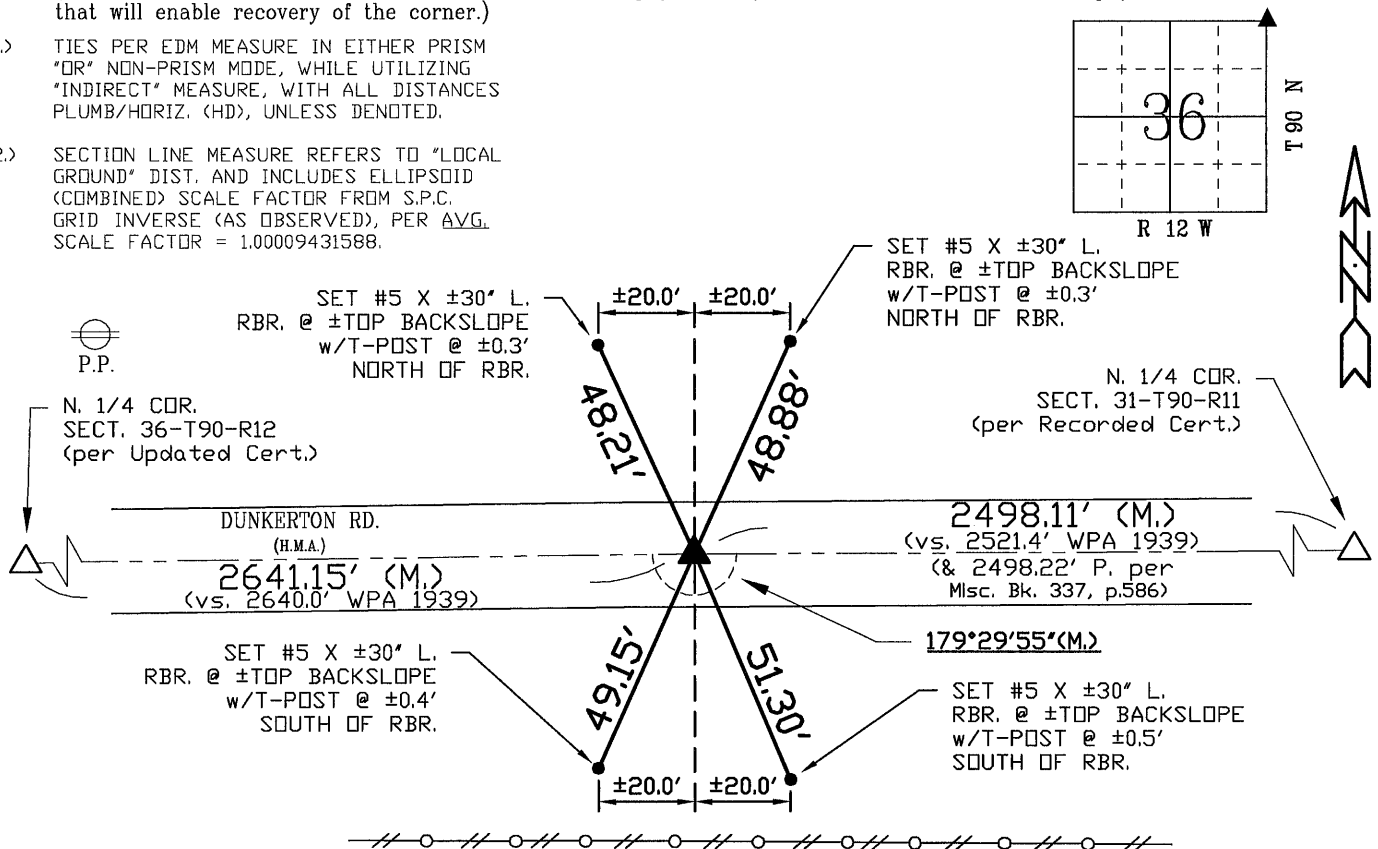 that will enable recovery of the corner.)
.) TIES PER EDM MEASURE IN EITHER PRISM
"OR" NON-PRISM MODE, WHILE UTILIZING
"INDIRECT" MEASURE, WITH ALL DISTANCES
PLUMB/HORIZ. (HD), UNLESS DENOTED.
2.) SECTION LINE MEASURE REFERS TO "LOCAL
GROUND" DIST. AND INCLUDES ELLIPSOID
(COMBINED) SCALE FACTOR FROM S.P.C.
GRID INVERSE (AS OBSERVED), PER AVG.
SCALE FACTOR = 1.00009431588.
36
T 90 N
R 12 W
N
SET #5 X ±30" L.
RBR. @ ±TOP BACKSLOPE
w/T-POST @ ±0.3'
NORTH OF RBR.
±20.0' ±20.0'
SET #5 X ±30" L.
RBR. @ ±TOP BACKSLOPE
w/T-POST @ ±0.3'
NORTH OF RBR.
P.P.
N. 1/4 COR.
SECT. 36-T90-R12
(per Updated Cert.)
48.21'
48.88'
N. 1/4 COR.
SECT. 31-T90-R11
(per Recorded Cert.)
DUNKERTON RD.
(H.M.A.)
2641.15' (M.)
(vs. 2640.0' WPA 1939)
2498.11' (M.)
(vs. 2521.4' WPA 1939)
(& 2498.22' P. per
Misc. Bk. 337, p.586)
179°29'55"(M.)
SET #5 X ±30" L.
RBR. @ ±TOP BACKSLOPE
w/T-POST @ ±0.4'
SOUTH OF RBR.
49.15'
51.30'
SET #5 X ±30" L.
RBR. @ ±TOP BACKSLOPE
w/T-POST @ ±0.5'
SOUTH OF RBR.
±20.0' ±20.0'